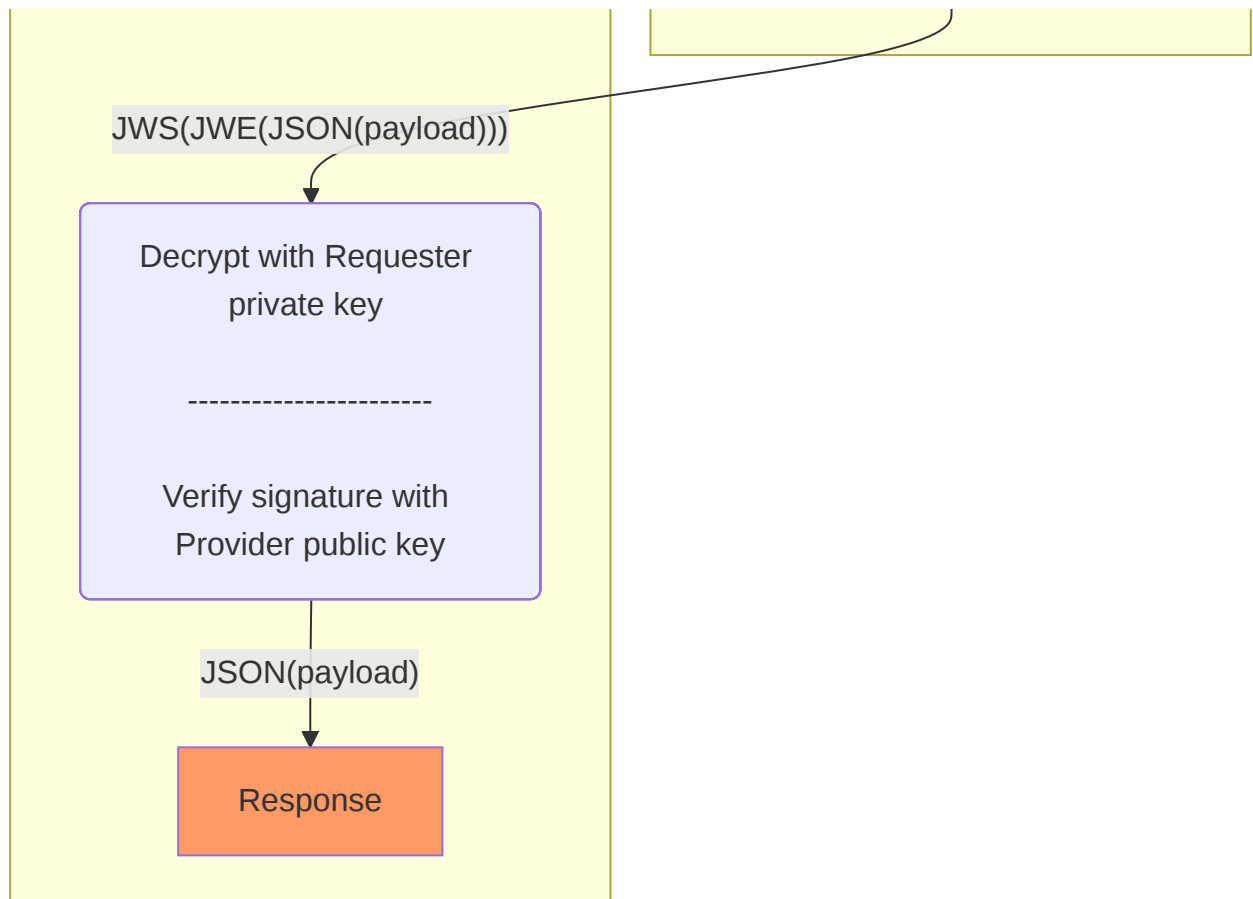 JWS(JWE(JSON(payload)))
Decrypt with Requester
private key
-----------------------
Verify signature with
Provider public key
JSON(payload)
Response